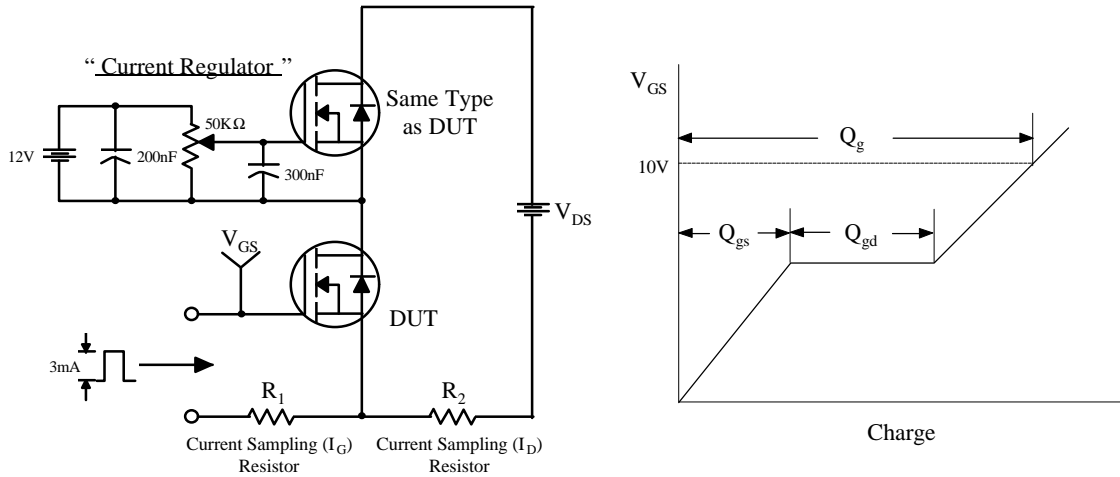 “ Current Regulator ”
Same Type
as DUT
50KΩ
12V
200nF
300nF
V_DS
V_GS
DUT
3mA
R_1
R_2
Current Sampling (I_G)
Resistor
Current Sampling (I_D)
Resistor
V_GS
Q_g
10V
Q_gs
Q_gd
Charge